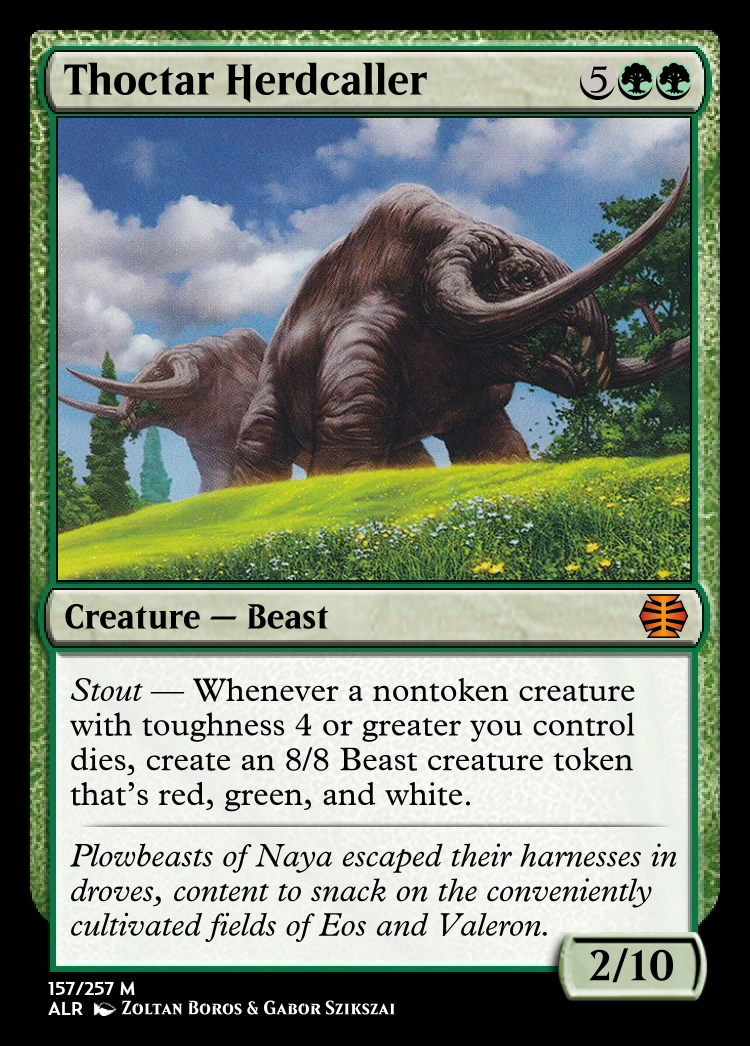 Thoctar Herdcaller 5
Creature — Beast
Stout — Whenever a nontoken creature
with toughness 4 or greater you control
dies, create an 8/8 Beast creature token
that's red, green, and white.
Plowbeasts of Naya escaped their harnesses in
droves, content to snack on the conveniently
cultivated fields of Eos and Valeron.
2/10
157/257 M
ALR Zoltan Boros & Gabor Szikszai